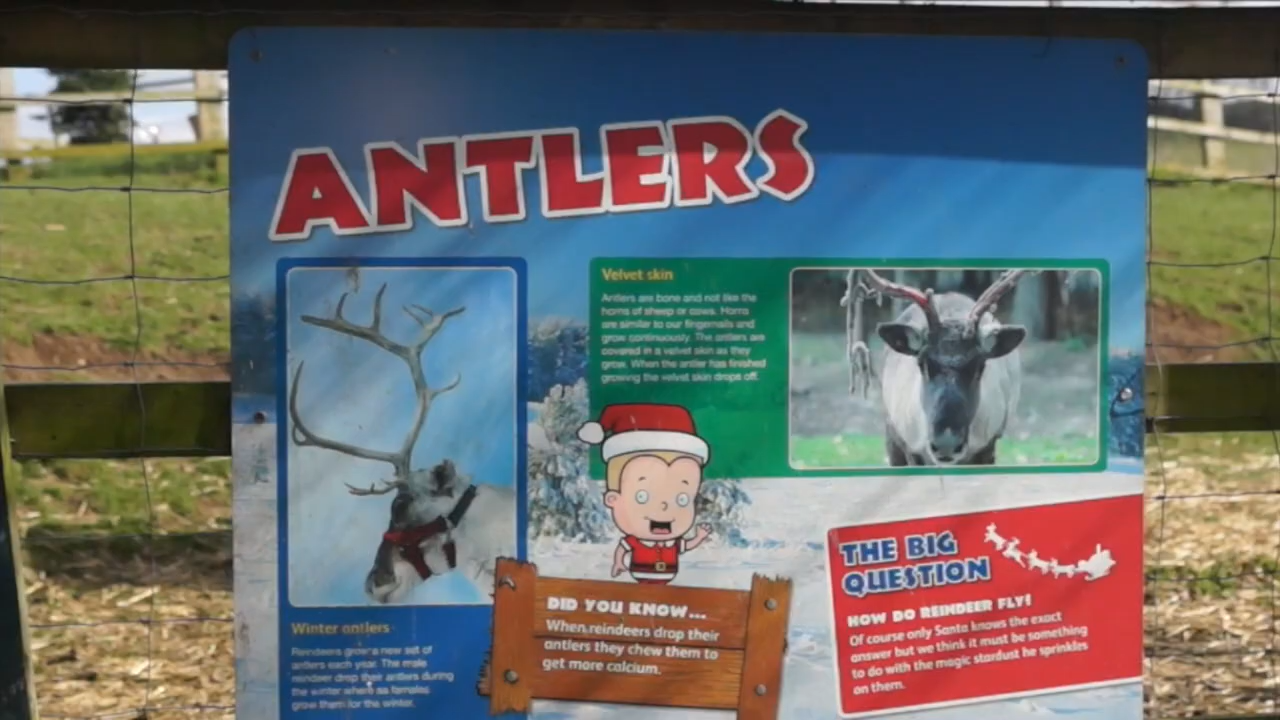 ANTLERS
Velvet skin
Antlers are bone and not like the
horns of sheep or cows. Horns
are similar to our fingernails and
grow continuously. The antlers are
covered in a velvet skin as they
grow. When the antler has finished
growing the velvet skin drops off.
Winter antlers
Reindeers grow a new set of
antlers each year. The male
reindeer drop their antlers during
the winter where as females
grow them for the winter.
DID YOU KNOW...
When reindeers drop their
antlers they chew them to
get more calcium.
THE BIG
QUESTION
HOW DO REINDEER FLY?
Of course only Santa knows the exact
answer but we think it must be something
to do with the magic stardust he sprinkles
on them.